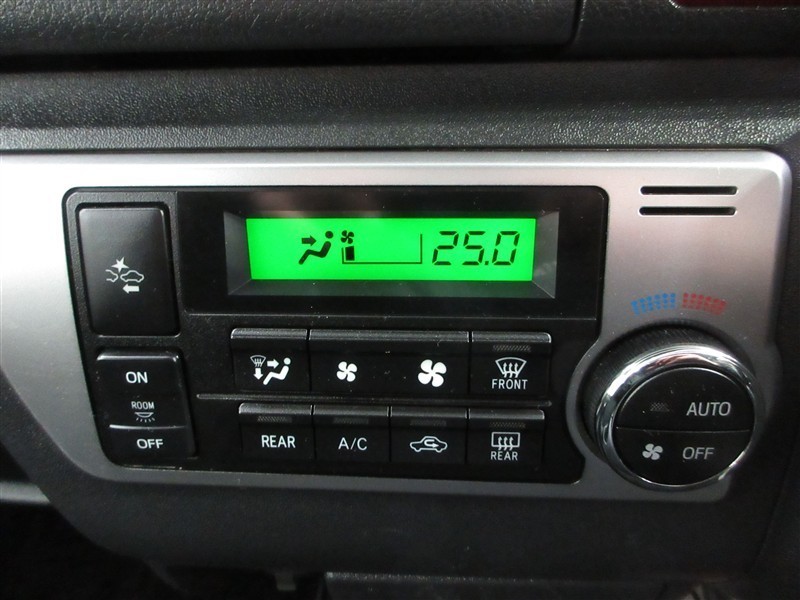 25.0
ON
ROOM
OFF
FRONT
REAR
A/C
REAR
AUTO
OFF